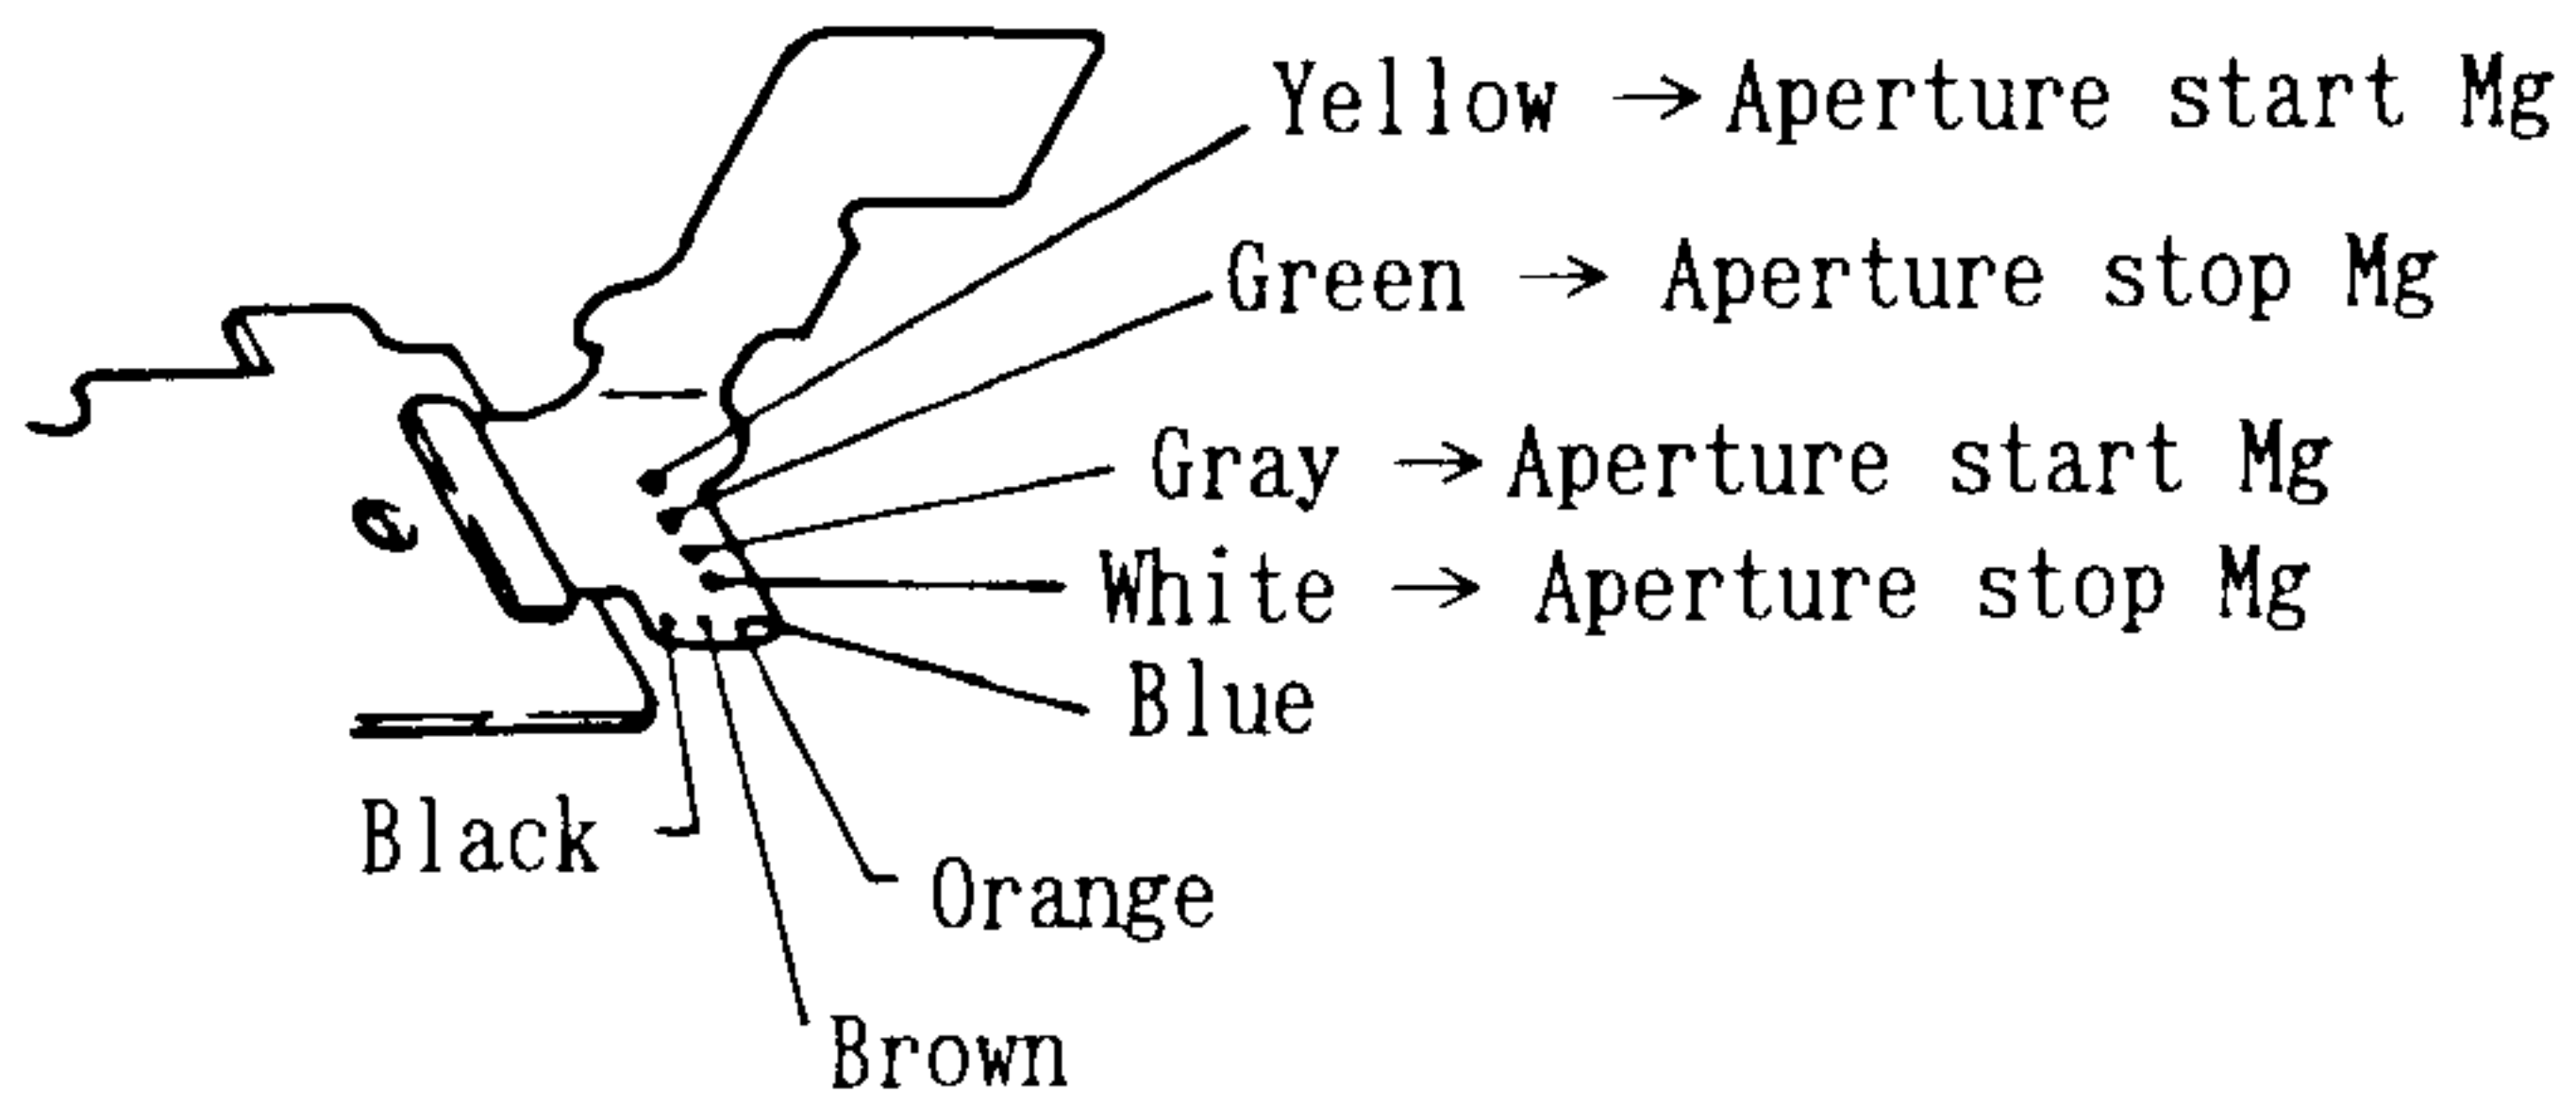 Yellow → Aperture start Mg
Green → Aperture stop Mg
Gray → Aperture start Mg
White → Aperture stop Mg
Blue
Black
Orange
Brown